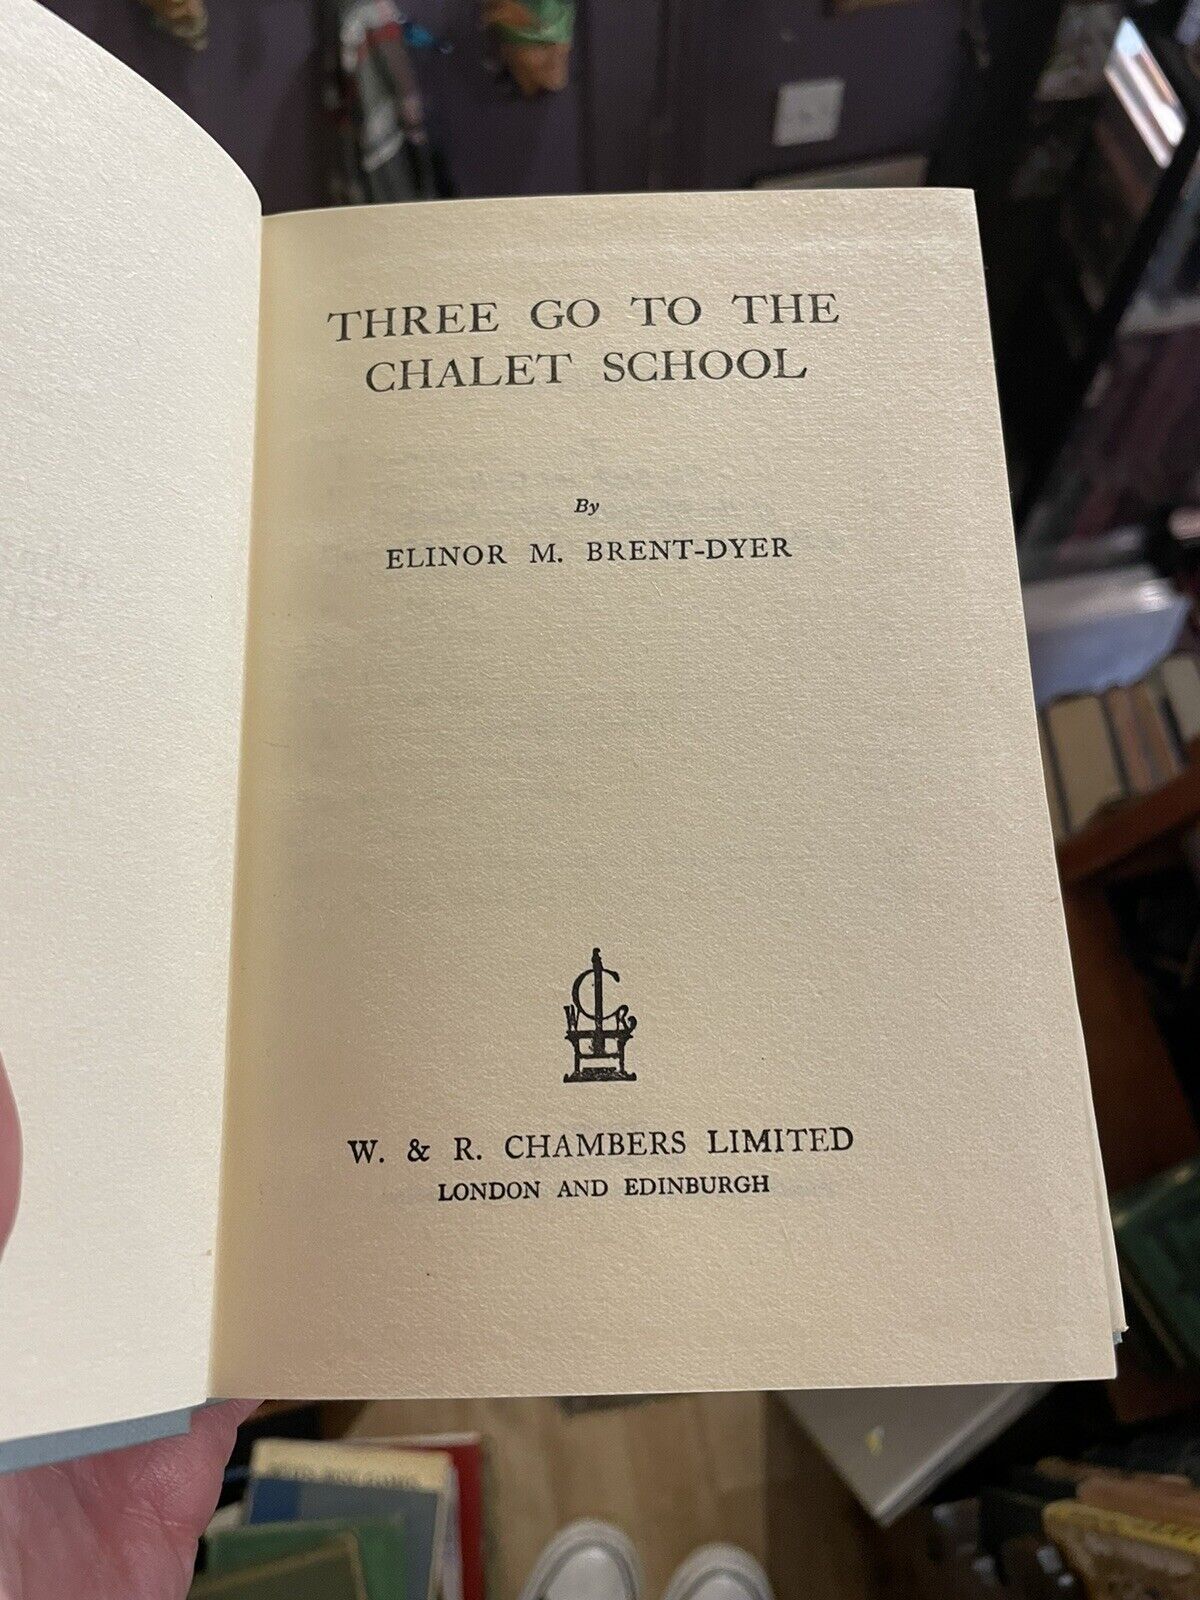 THREE GO TO THE
CHALET SCHOOL
By
ELINOR M. BRENT-DYER
C
W R
W. & R. CHAMBERS LIMITED
LONDON AND EDINBURGH